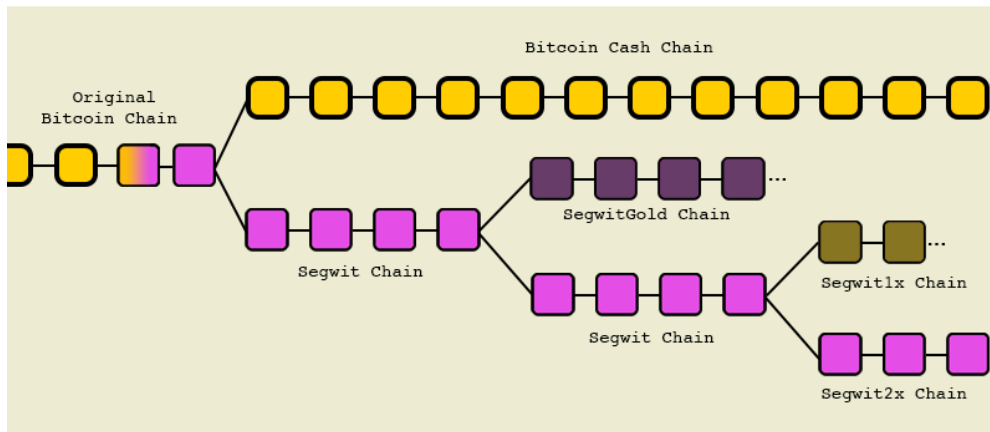 Bitcoin Cash Chain
Original
Bitcoin Chain
SegwitGold Chain
Segwit Chain
Segwit1x Chain
Segwit Chain
Segwit2x Chain